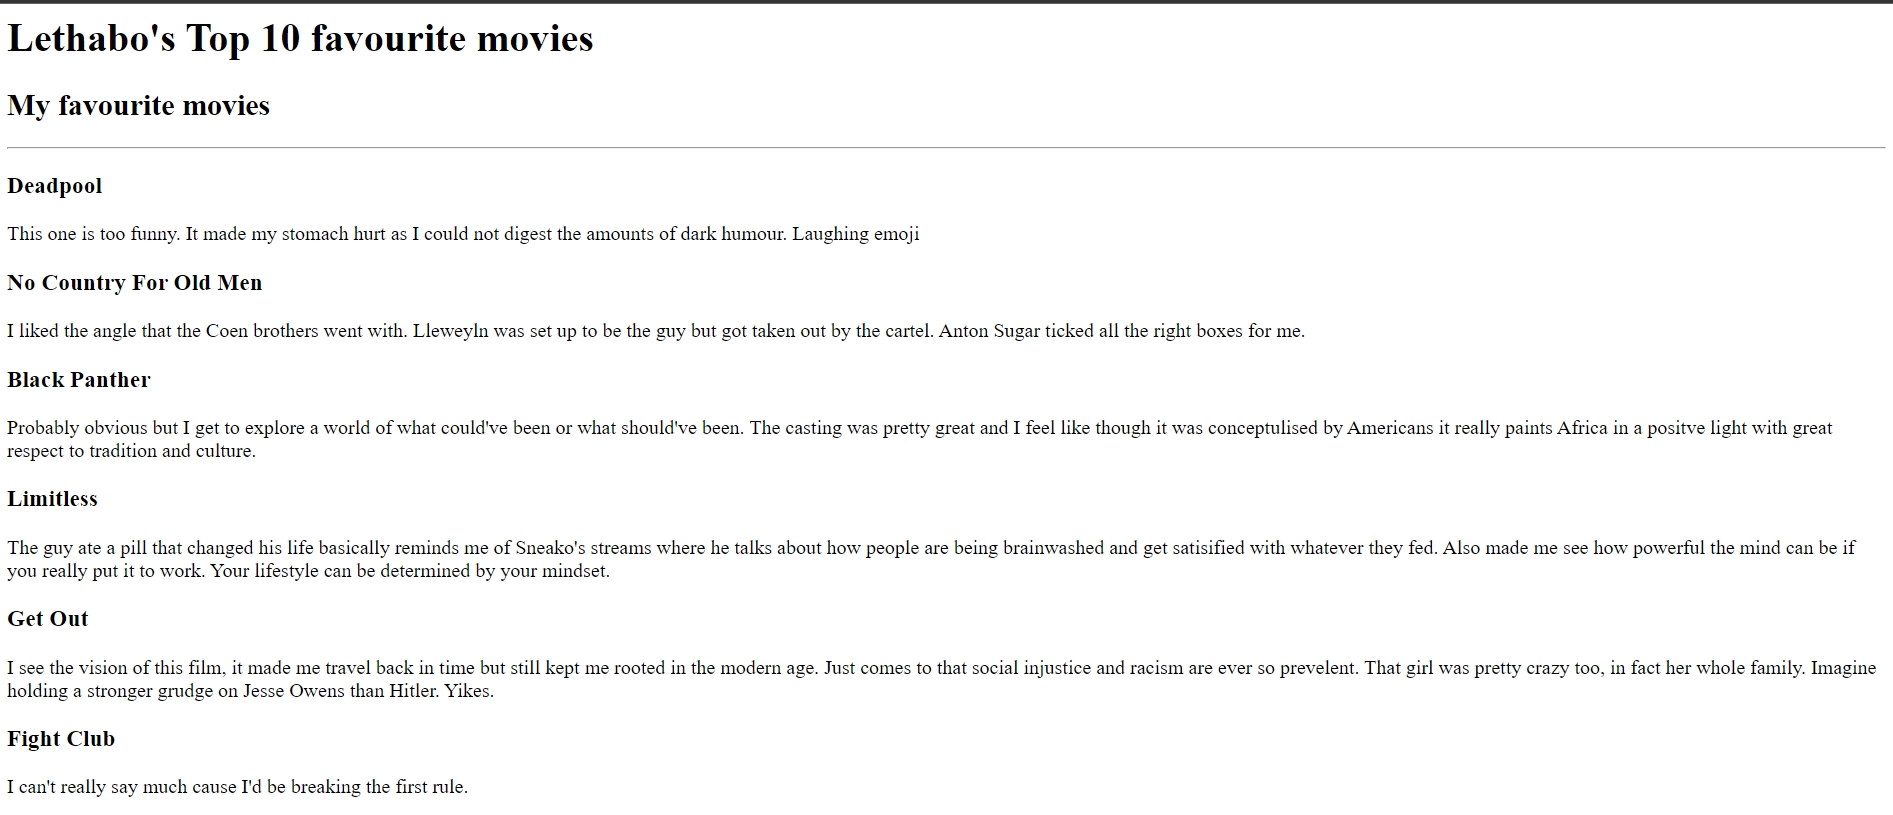 Lethabo's Top 10 favourite movies
My favourite movies
Deadpool
This one is too funny. It made my stomach hurt as I could not digest the amounts of dark humour. Laughing emoji
No Country For Old Men
I liked the angle that the Coen brothers went with. Lleweyln was set up to be the guy but got taken out by the cartel. Anton Sugar ticked all the right boxes for me.
Black Panther
Probably obvious but I get to explore a world of what could've been or what should've been. The casting was pretty great and I feel like though it was conceptulised by Americans it really paints Africa in a positve light with great
respect to tradition and culture.
Limitless
The guy ate a pill that changed his life basically reminds me of Sneako's streams where he talks about how people are being brainwashed and get satisified with whatever they fed. Also made me see how powerful the mind can be if
you really put it to work. Your lifestyle can be determined by your mindset.
Get Out
I see the vision of this film, it made me travel back in time but still kept me rooted in the modern age. Just comes to that social injustice and racism are ever so prevelent. That girl was pretty crazy too, in fact her whole family. Imagine
holding a stronger grudge on Jesse Owens than Hitler. Yikes.
Fight Club
I can't really say much cause I'd be breaking the first rule.